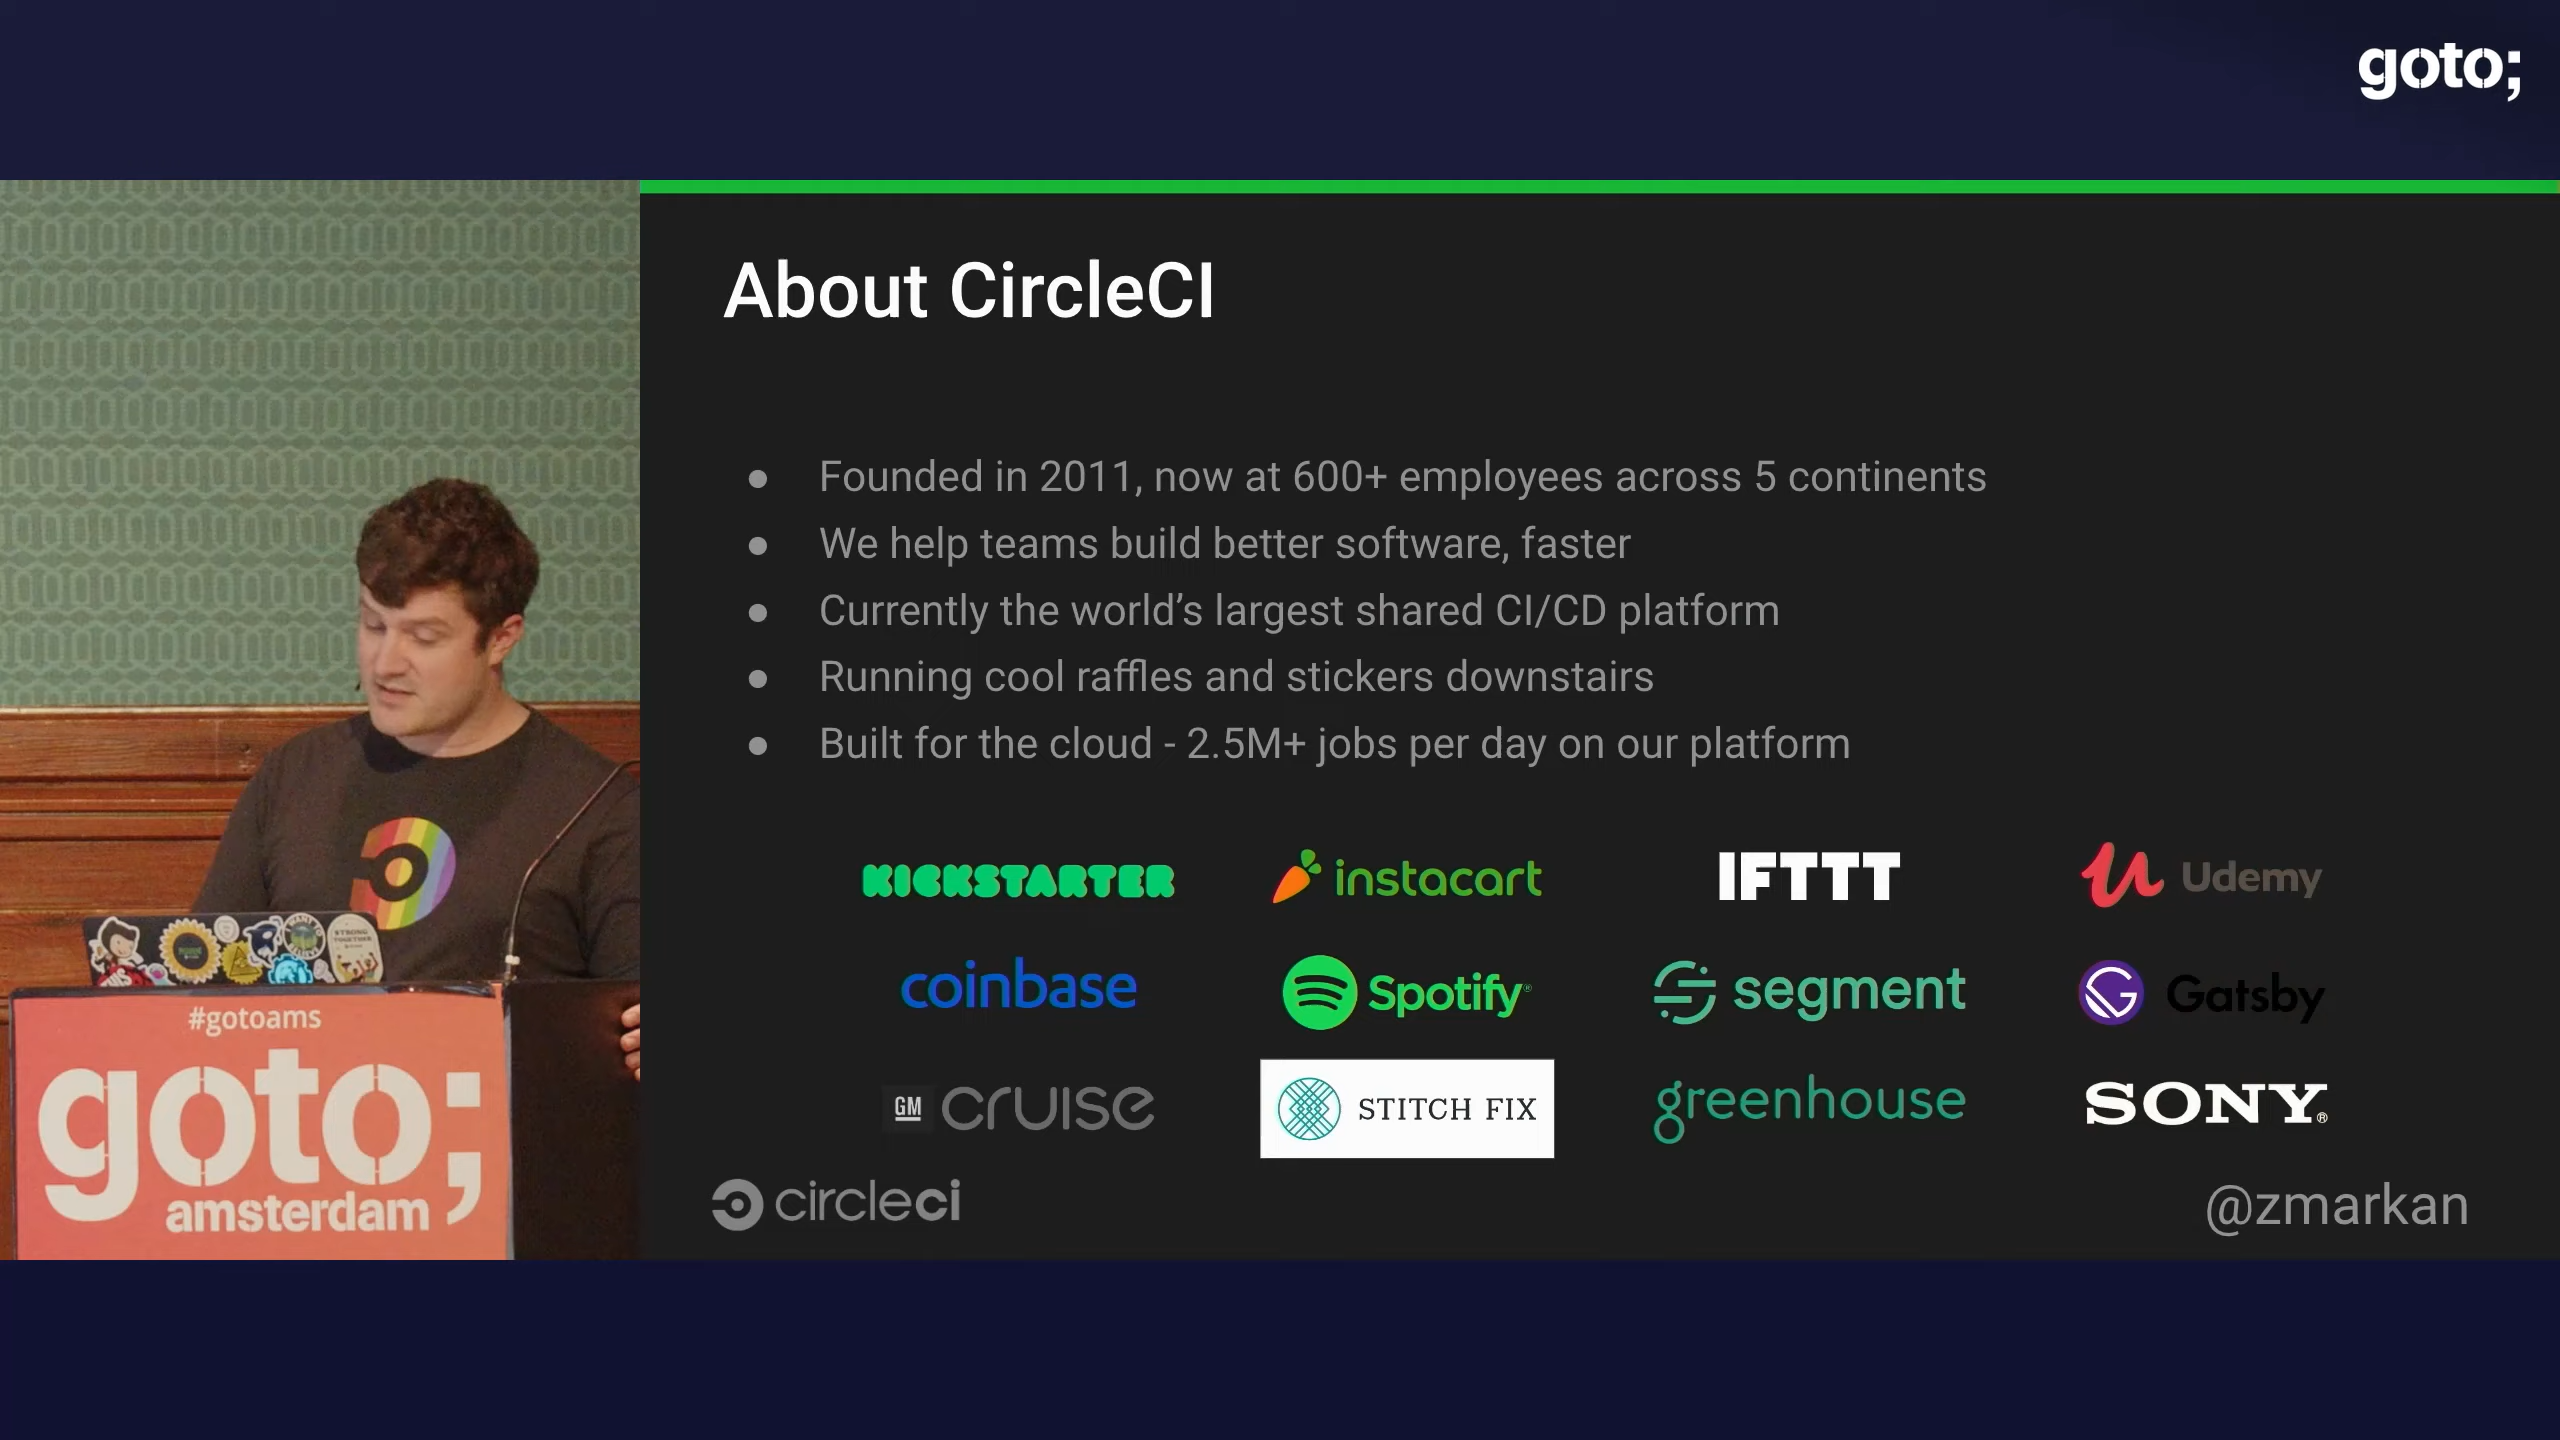 goto;
About CircleCI
● Founded in 2011, now at 600+ employees across 5 continents
● We help teams build better software, faster
● Currently the world’s largest shared CI/CD platform
● Running cool raffles and stickers downstairs
● Built for the cloud - 2.5M+ jobs per day on our platform
KICKSTARTER
instacart
IFTTT
Udemy
coinbase
Spotify®
segment
Gatsby
GM cruise
STITCH FIX
greenhouse
SONY®
circleci
@zmarkan
STRONG
TOGETHER
#gotoams
goto;
amsterdam